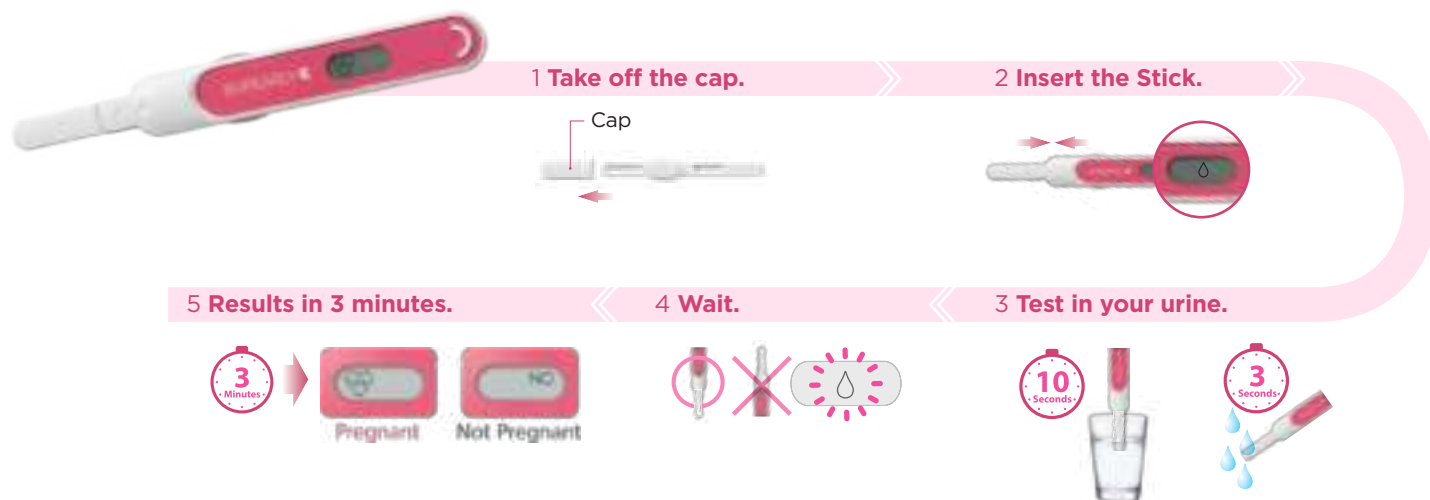 1 Take off the cap.
2 Insert the Stick.
Cap
3 Test in your urine.
10
Seconds
3
Seconds
4 Wait.
5 Results in 3 minutes.
3
Minutes
Pregnant
NO
Not Pregnant